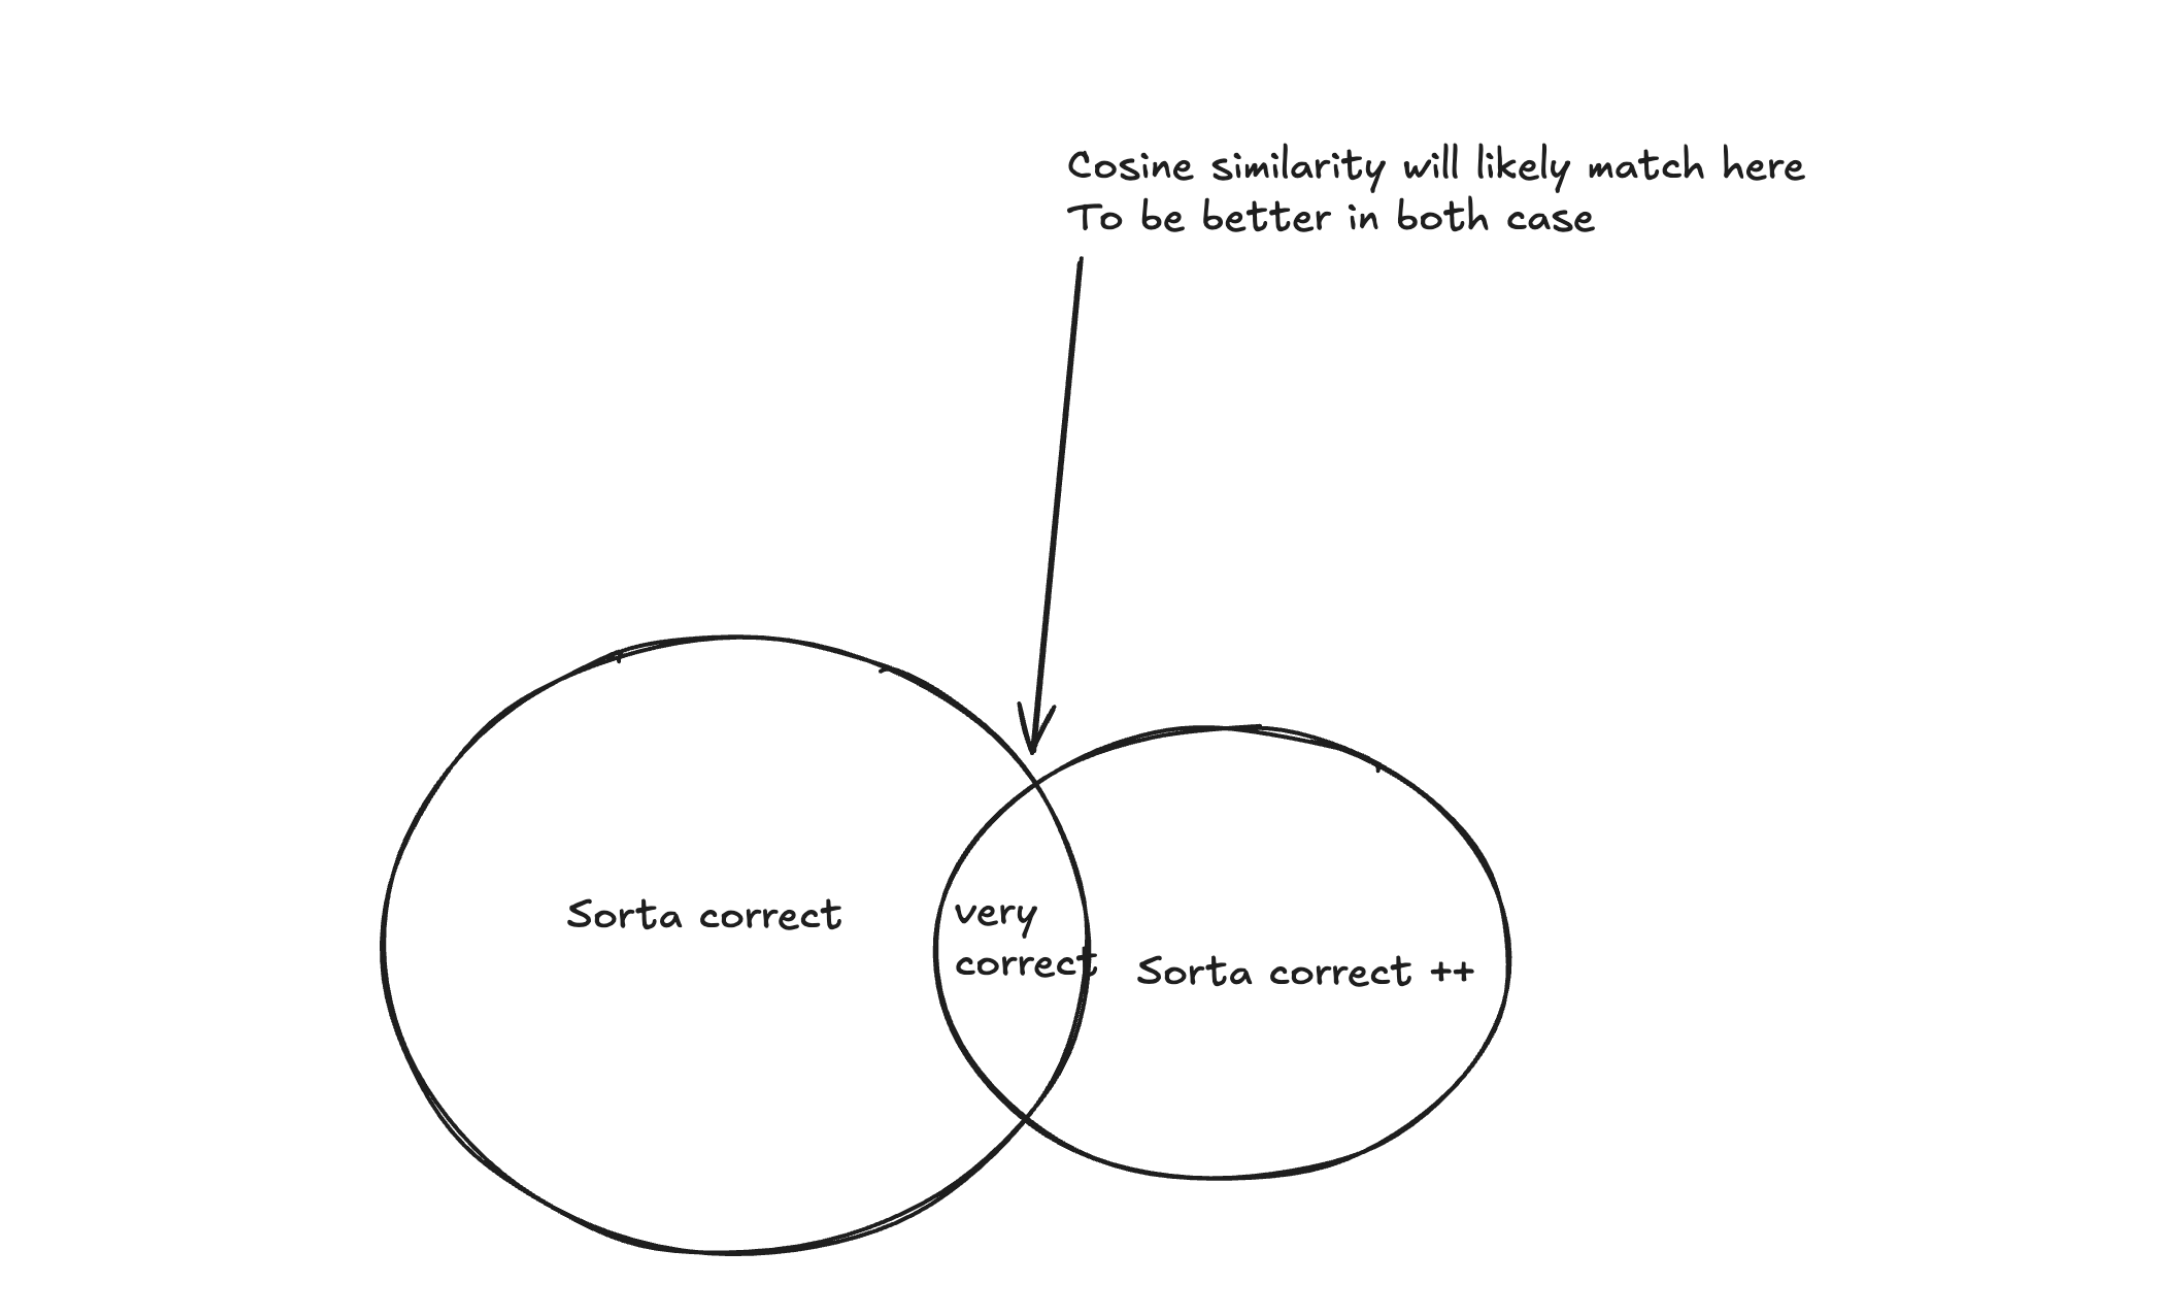 Cosine similarity will likely match here
To be better in both case
Sorta correct
very
correct
Sorta correct ++